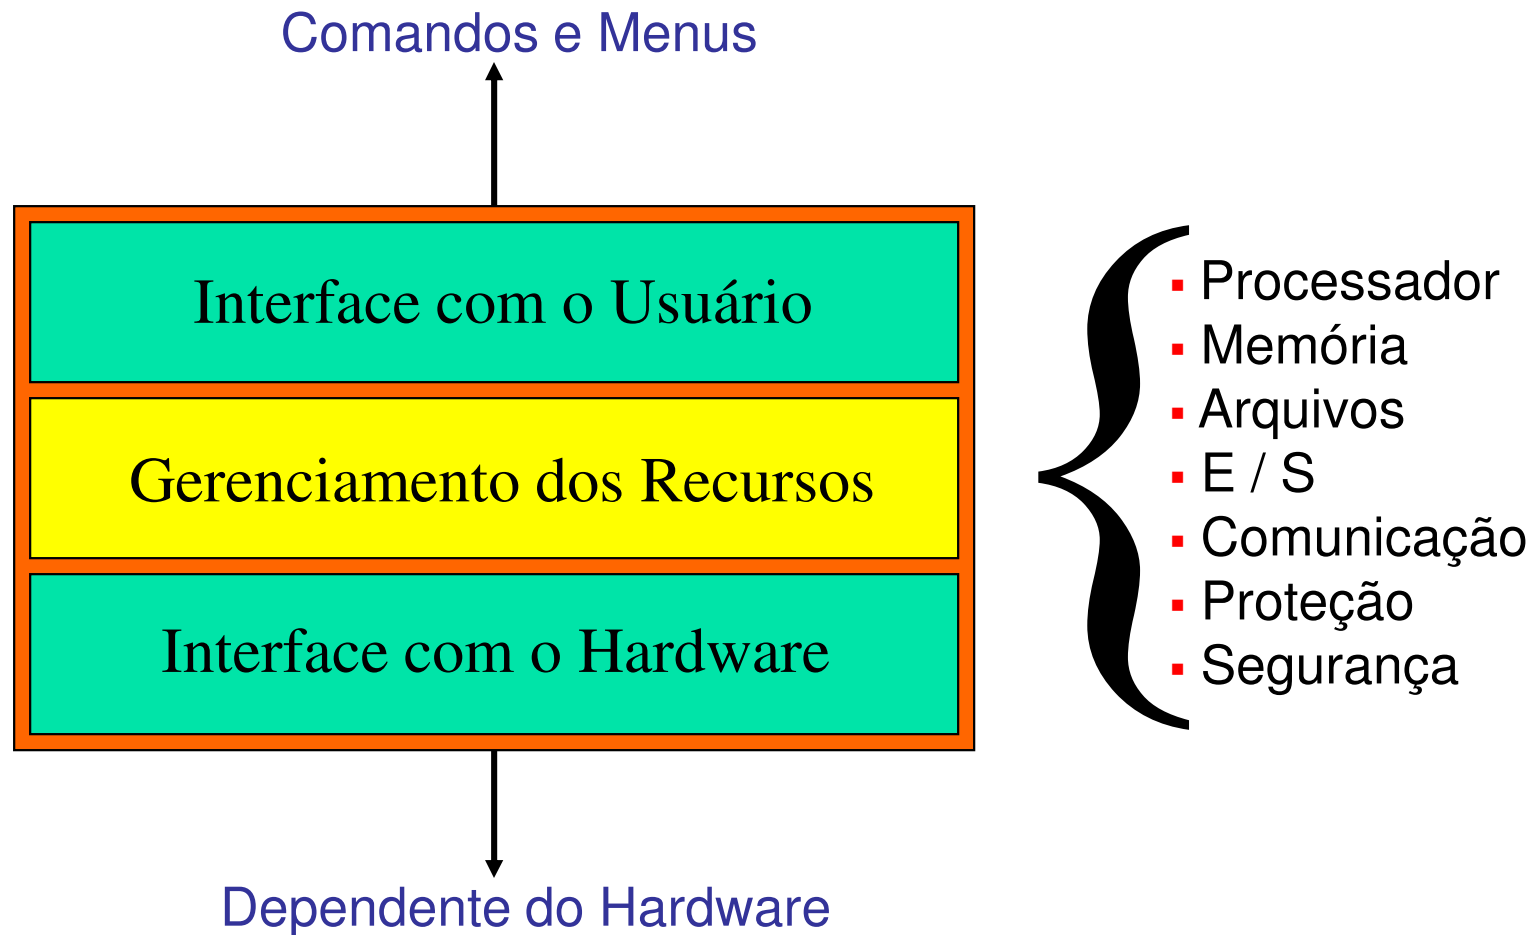 Comandos e Menus
Interface com o Usuário
Gerenciamento dos Recursos
Interface com o Hardware
Dependente do Hardware
▪ Processador
▪ Memória
▪ Arquivos
▪ E / S
▪ Comunicação
▪ Proteção
▪ Segurança